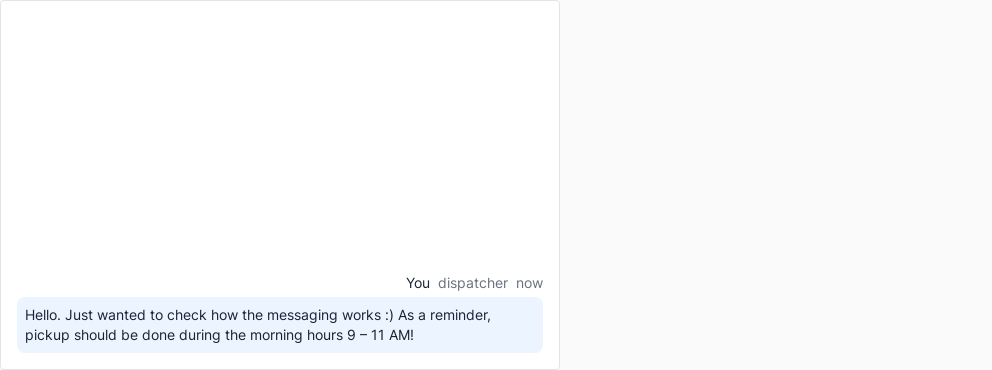 You dispatcher now
Hello. Just wanted to check how the messaging works :) As a reminder,
pickup should be done during the morning hours 9 – 11 AM!